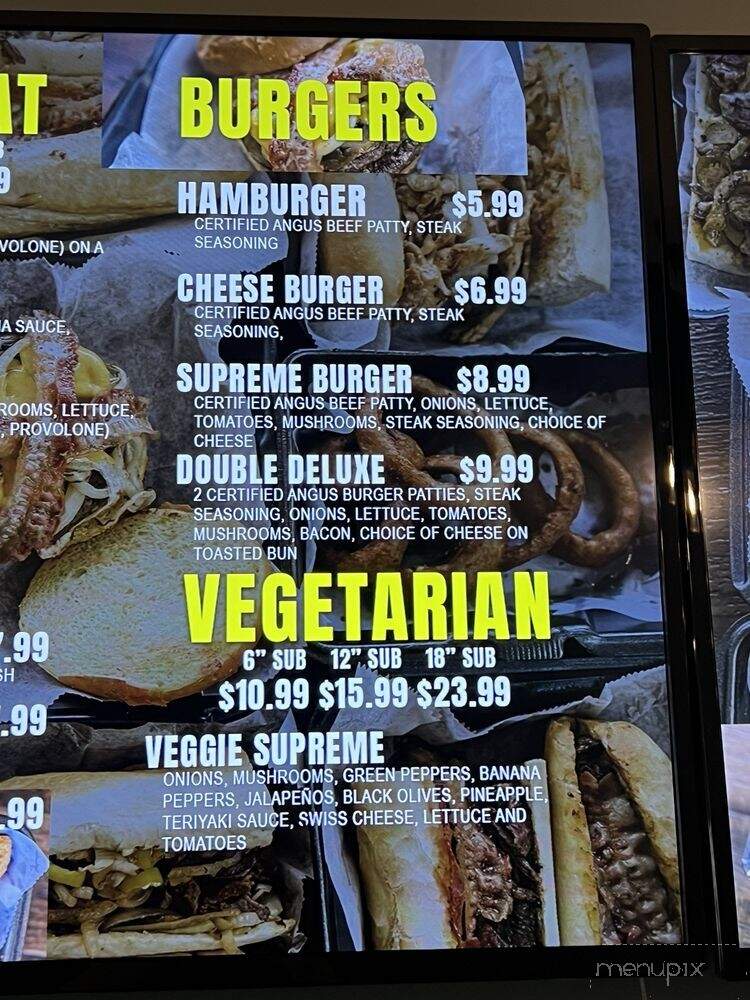 AT
9
VOLONE) ON A
A SAUCE,
ROOMS, LETTUCE,
, PROVOLONE)
.99
SH
.99
.99
BURGERS
HAMBURGER $5.99
CERTIFIED ANGUS BEEF PATTY, STEAK
SEASONING
CHEESE BURGER $6.99
CERTIFIED ANGUS BEEF PATTY, STEAK
SEASONING,
SUPREME BURGER $8.99
CERTIFIED ANGUS BEEF PATTY, ONIONS, LETTUCE,
TOMATOES, MUSHROOMS, STEAK SEASONING, CHOICE OF
CHEESE
DOUBLE DELUXE $9.99
2 CERTIFIED ANGUS BURGER PATTIES, STEAK
SEASONING, ONIONS, LETTUCE, TOMATOES,
MUSHROOMS, BACON, CHOICE OF CHEESE ON
TOASTED BUN
VEGETARIAN
6" SUB 12" SUB 18" SUB
$10.99 $15.99 $23.99
VEGGIE SUPREME
ONIONS, MUSHROOMS, GREEN PEPPERS, BANANA
PEPPERS, JALAPEÑOS, BLACK OLIVES, PINEAPPLE,
TERIYAKI SAUCE, SWISS CHEESE, LETTUCE AND
TOMATOES
menupix